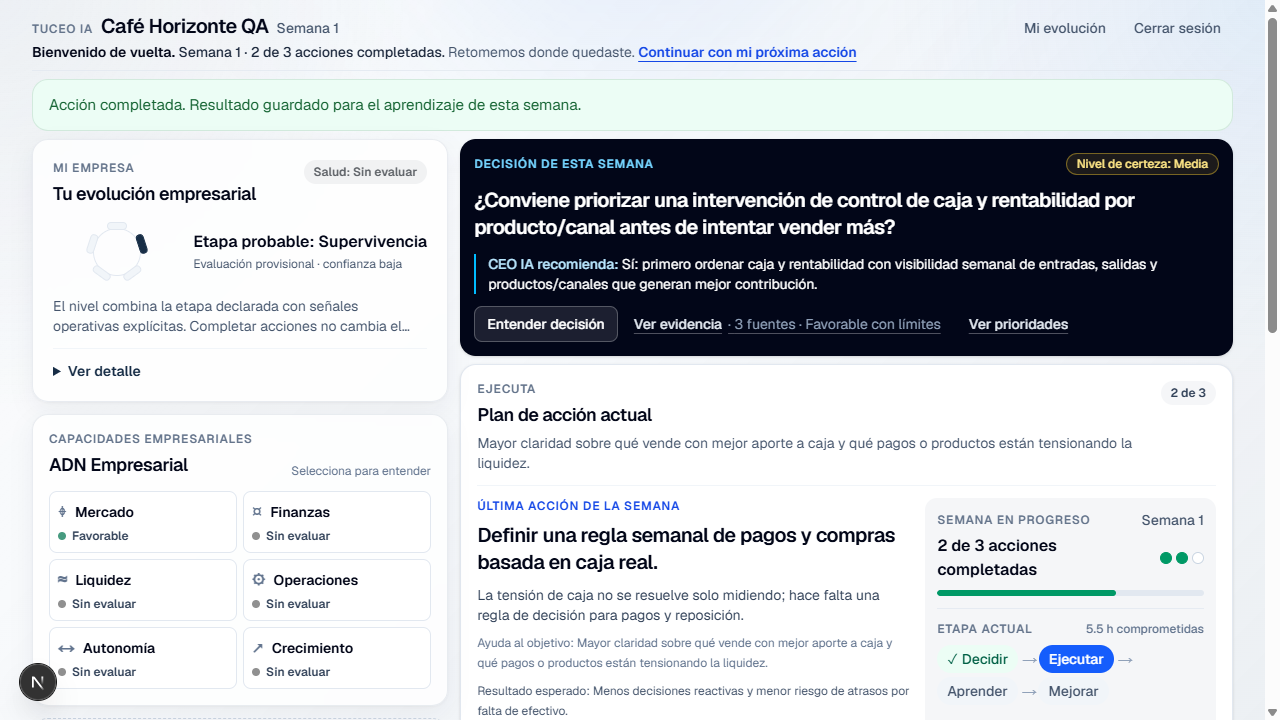 TUCEO IA Café Horizonte QA Semana 1
Mi evolución
Cerrar sesión
Bienvenido de vuelta. Semana 1 · 2 de 3 acciones completadas. Retomemos donde quedaste. Continuar con mi próxima acción
Acción completada. Resultado guardado para el aprendizaje de esta semana.
MI EMPRESA
Salud: Sin evaluar
Tu evolución empresarial
Etapa probable: Supervivencia
Evaluación provisional · confianza baja
El nivel combina la etapa declarada con señales
operativas explícitas. Completar acciones no cambia el…
Ver detalle
CAPACIDADES EMPRESARIALES
ADN Empresarial
Selecciona para entender
Mercado
Favorable
Finanzas
Sin evaluar
Liquidez
Sin evaluar
Operaciones
Sin evaluar
Autonomía
Sin evaluar
Crecimiento
Sin evaluar
N
DECISIÓN DE ESTA SEMANA
Nivel de certeza: Media
¿Conviene priorizar una intervención de control de caja y rentabilidad por
producto/canal antes de intentar vender más?
CEO IA recomienda: Sí: primero ordenar caja y rentabilidad con visibilidad semanal de entradas, salidas y
productos/canales que generan mejor contribución.
Entender decisión
Ver evidencia · 3 fuentes · Favorable con límites
Ver prioridades
EJECUTA
2 de 3
Plan de acción actual
Mayor claridad sobre qué vende con mejor aporte a caja y qué pagos o productos están tensionando la
liquidez.
ÚLTIMA ACCIÓN DE LA SEMANA
Definir una regla semanal de pagos y compras
basada en caja real.
La tensión de caja no se resuelve solo midiendo; hace falta una
regla de decisión para pagos y reposición.
Ayuda al objetivo: Mayor claridad sobre qué vende con mejor aporte a caja y
qué pagos o productos están tensionando la liquidez.
Resultado esperado: Menos decisiones reactivas y menor riesgo de atrasos por
falta de efectivo.
SEMANA EN PROGRESO
Semana 1
2 de 3 acciones
completadas
ETAPA ACTUAL
5.5 h comprometidas
✓ Decidir → Ejecutar →
Aprender → Mejorar